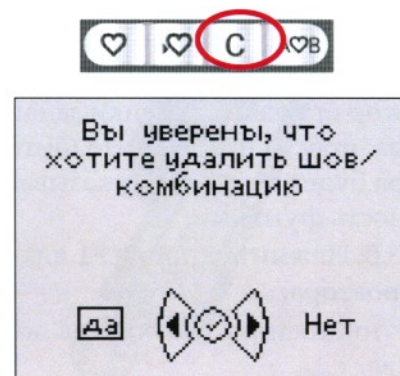 C A♡B
Вы уверены, что
хотите удалить шов/
комбинацию
да Нет